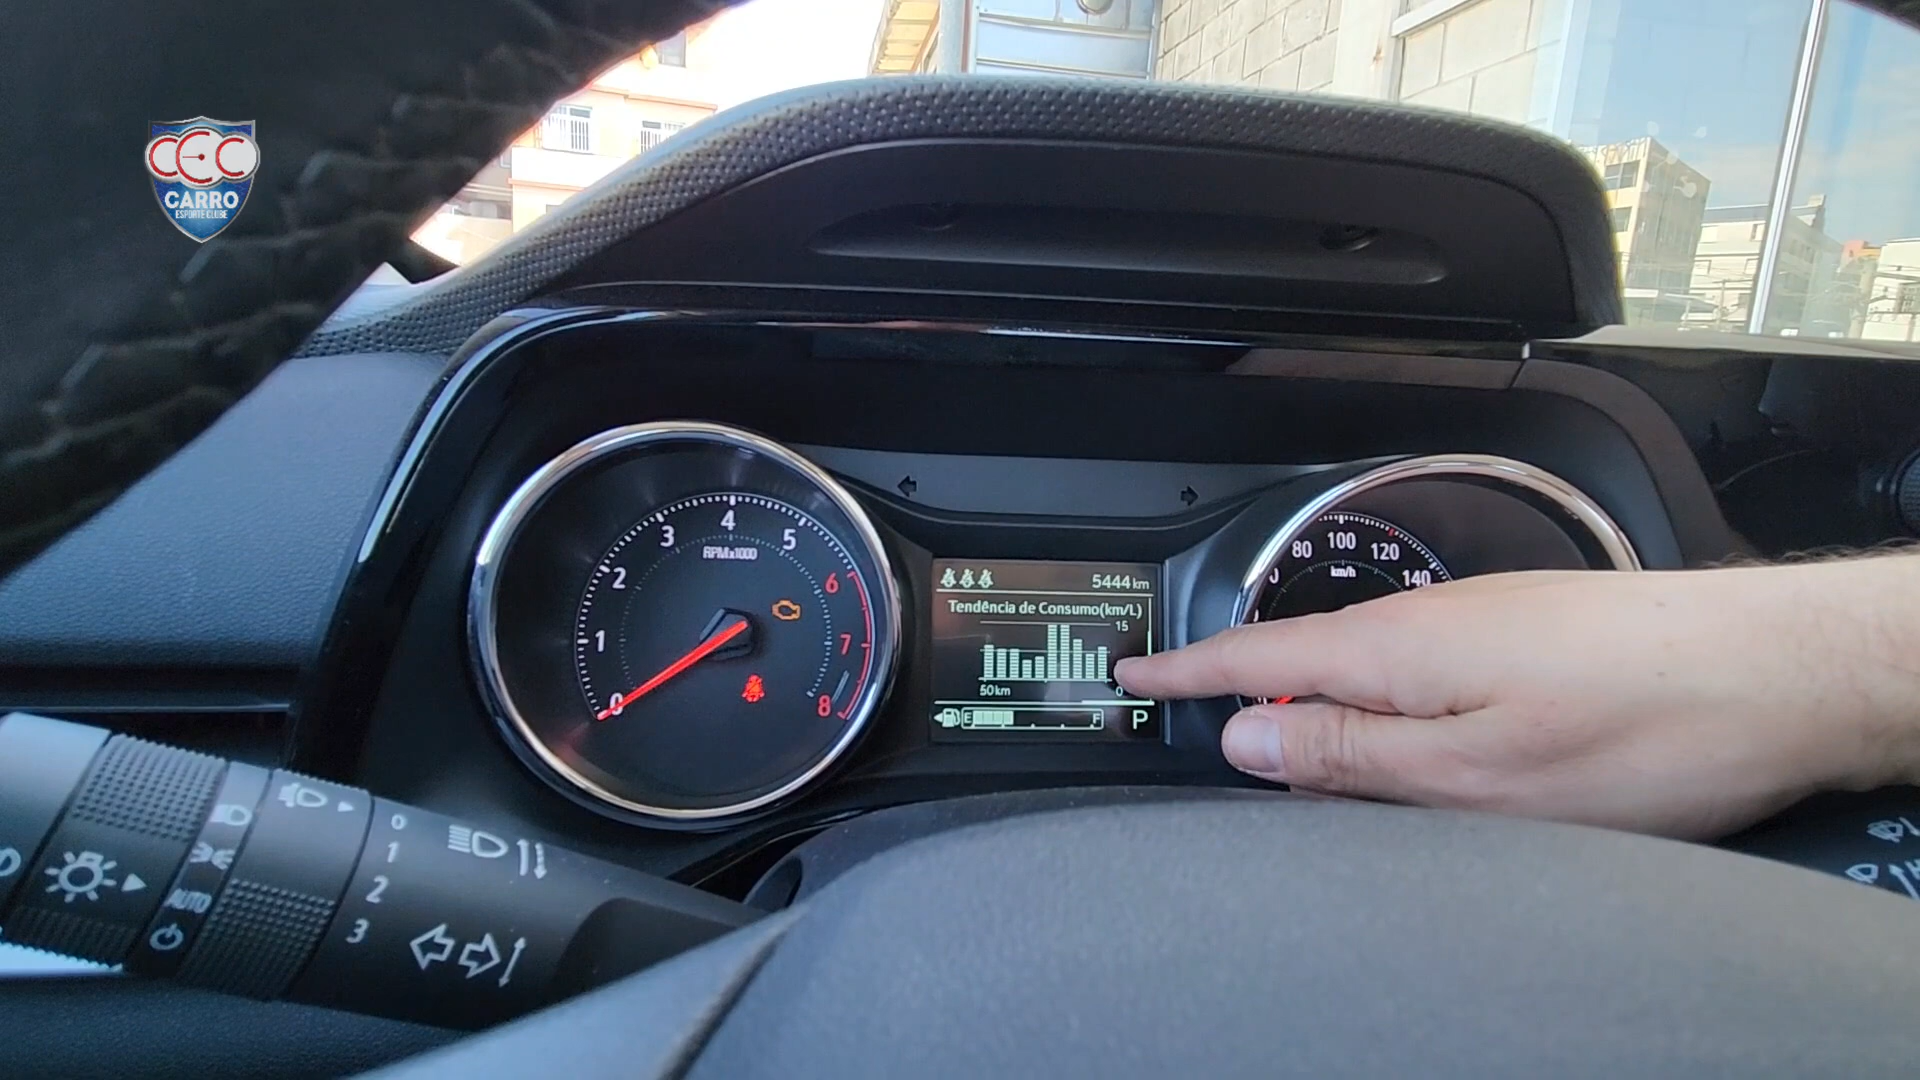 CEC
CARRO
ESPORTE CLUBE
0
1
2
3
4
5
6
7
8
RPMx1000
5444 km
Tendência de Consumo(km/L)
15
50km
0
E
F
P
80
100
120
140
km/h
AUTO
0
1
2
3